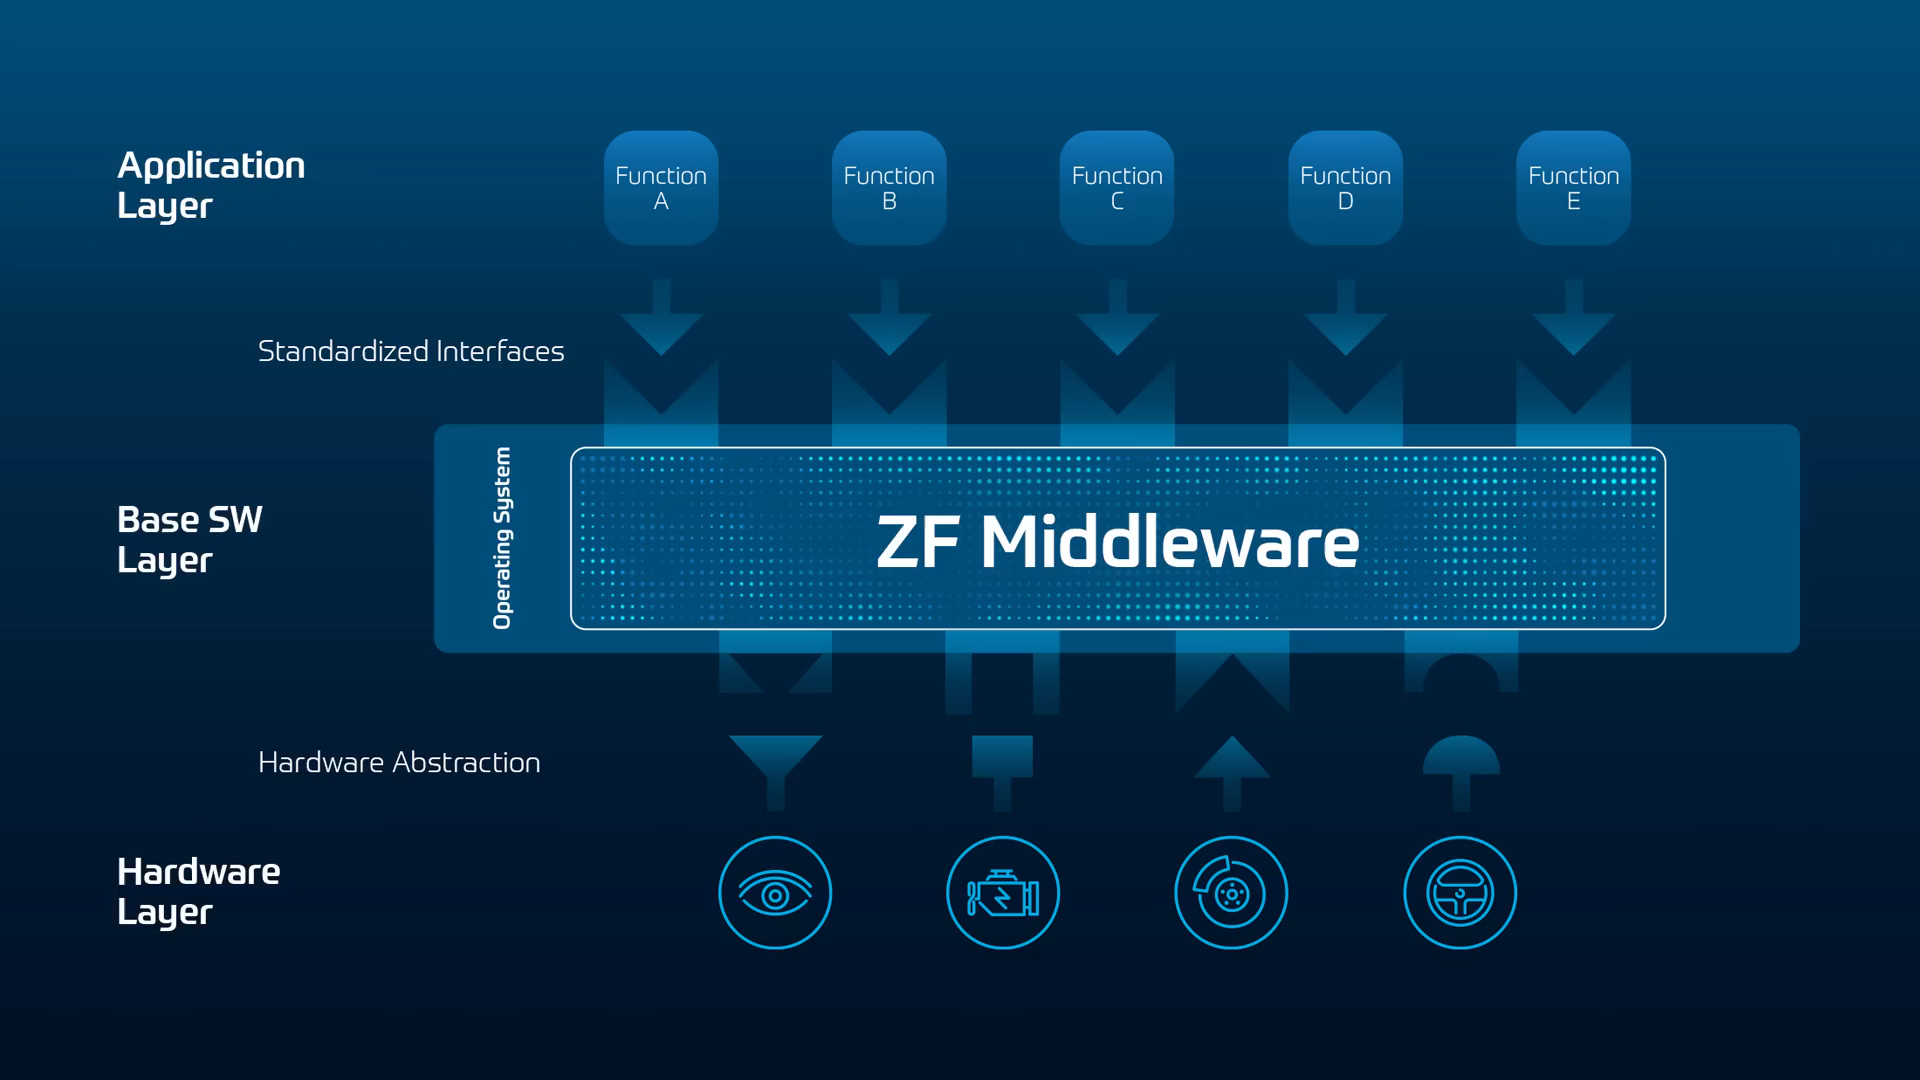 Application
Layer
Function
A
Function
B
Function
C
Function
D
Function
E
Standardized Interfaces
Base SW
Layer
Operating System
ZF Middleware
Hardware Abstraction
Hardware
Layer